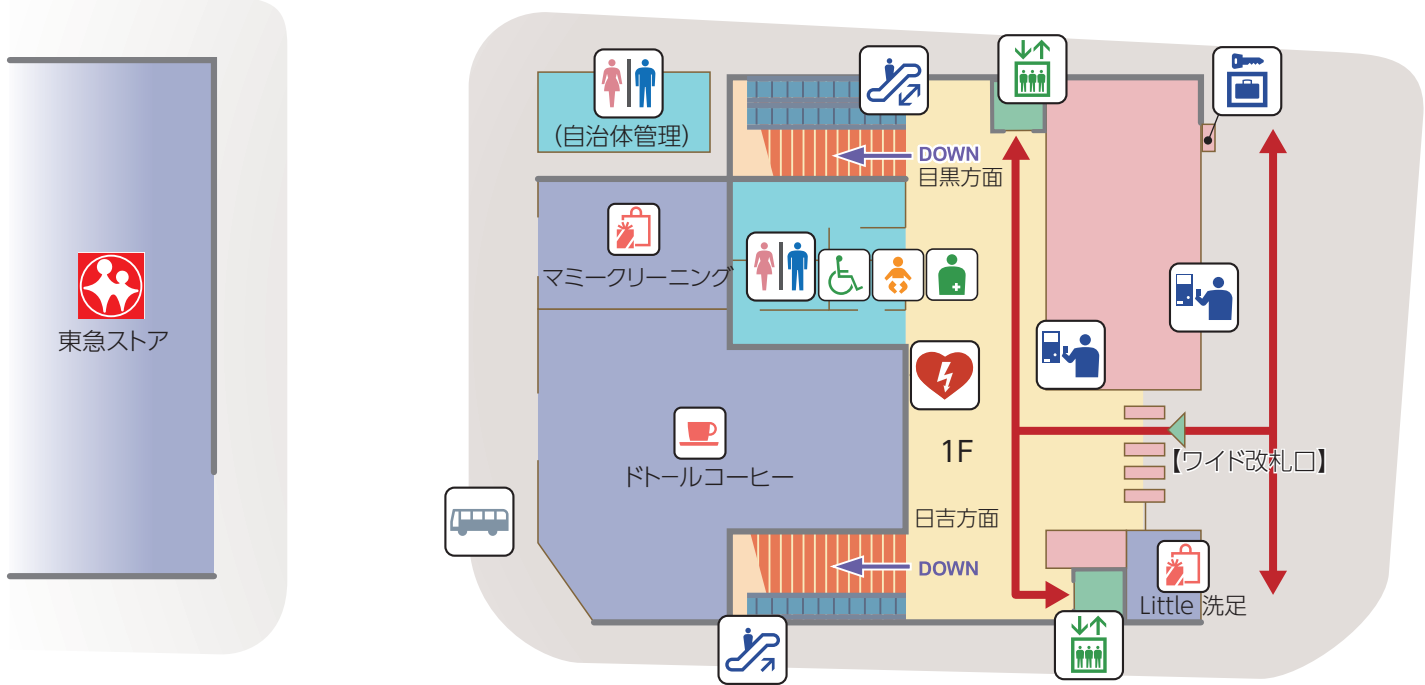 (自治体管理)
DOWN
目黒方面
マミークリーニング
東急ストア
【ワイド改札口】
1F
ドトールコーヒー
日吉方面
DOWN
Little 洗足